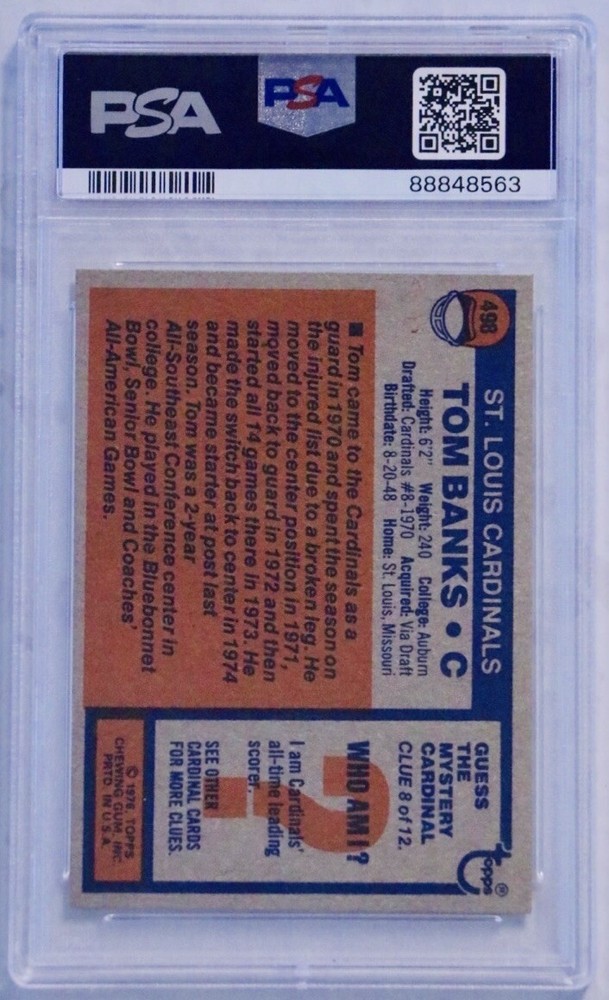 PSA
PSA
88848563
498
ST. LOUIS CARDINALS
TOM BANKS • C
Height: 6'2" Weight: 240 College: Auburn
Drafted: Cardinals #8-1970 Acquired: Via Draft
Birthdate: 8-20-48 Home: St. Louis, Missouri
■ Tom came to the Cardinals as a
guard in 1970 and spent the season on
the injured list due to a broken leg. He
moved to the center position in 1971,
moved back to guard in 1972 and then
started all 14 games there in 1973. He
made the switch back to center in 1974
and became starter at post last
season. Tom was a 2-year
All-Southeast Conference center in
college. He played in the Bluebonnet
Bowl, Senior Bowl and Coaches'
All-American Games.
topps®
GUESS
THE
MYSTERY
CARDINAL
CLUE 8 of 12.
WHO AM I?
I am Cardinals'
all-time leading
scorer.
SEE OTHER
CARDINAL CARDS
FOR MORE CLUES.
© 1976, TOPPS
CHEWING GUM, INC.
PRTD. IN U.S.A.